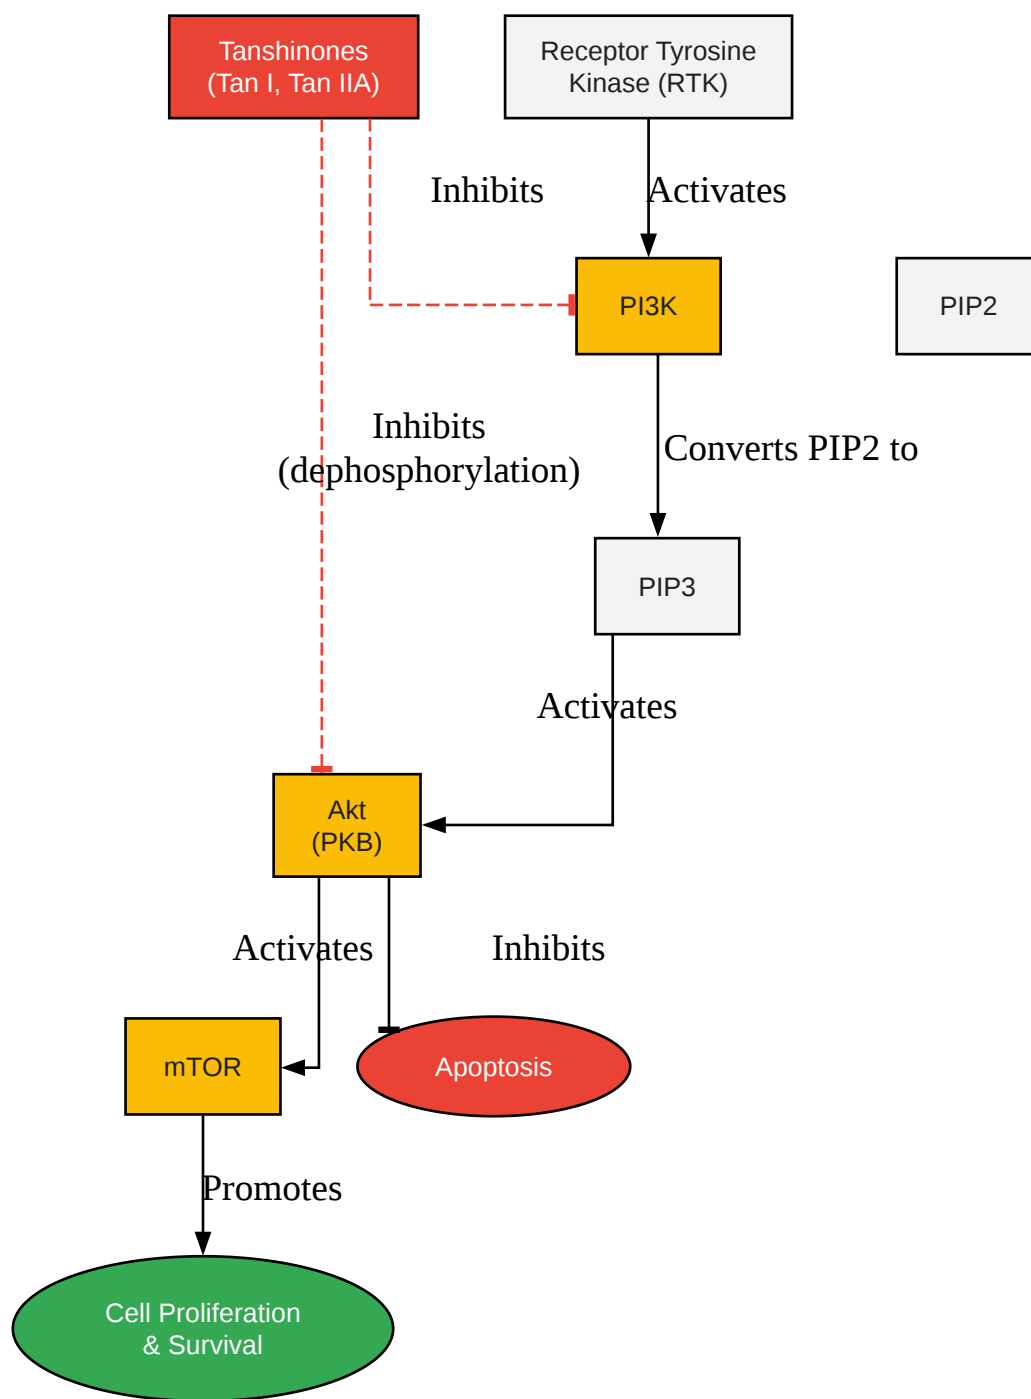 Tanshinones
(Tan I, Tan IIA)
Receptor Tyrosine
Kinase (RTK)
Inhibits
Activates
PI3K
PIP2
Inhibits
(dephosphorylation)
Converts PIP2 to
PIP3
Activates
Akt
(PKB)
Activates
Inhibits
mTOR
Apoptosis
Promotes
Cell Proliferation
& Survival